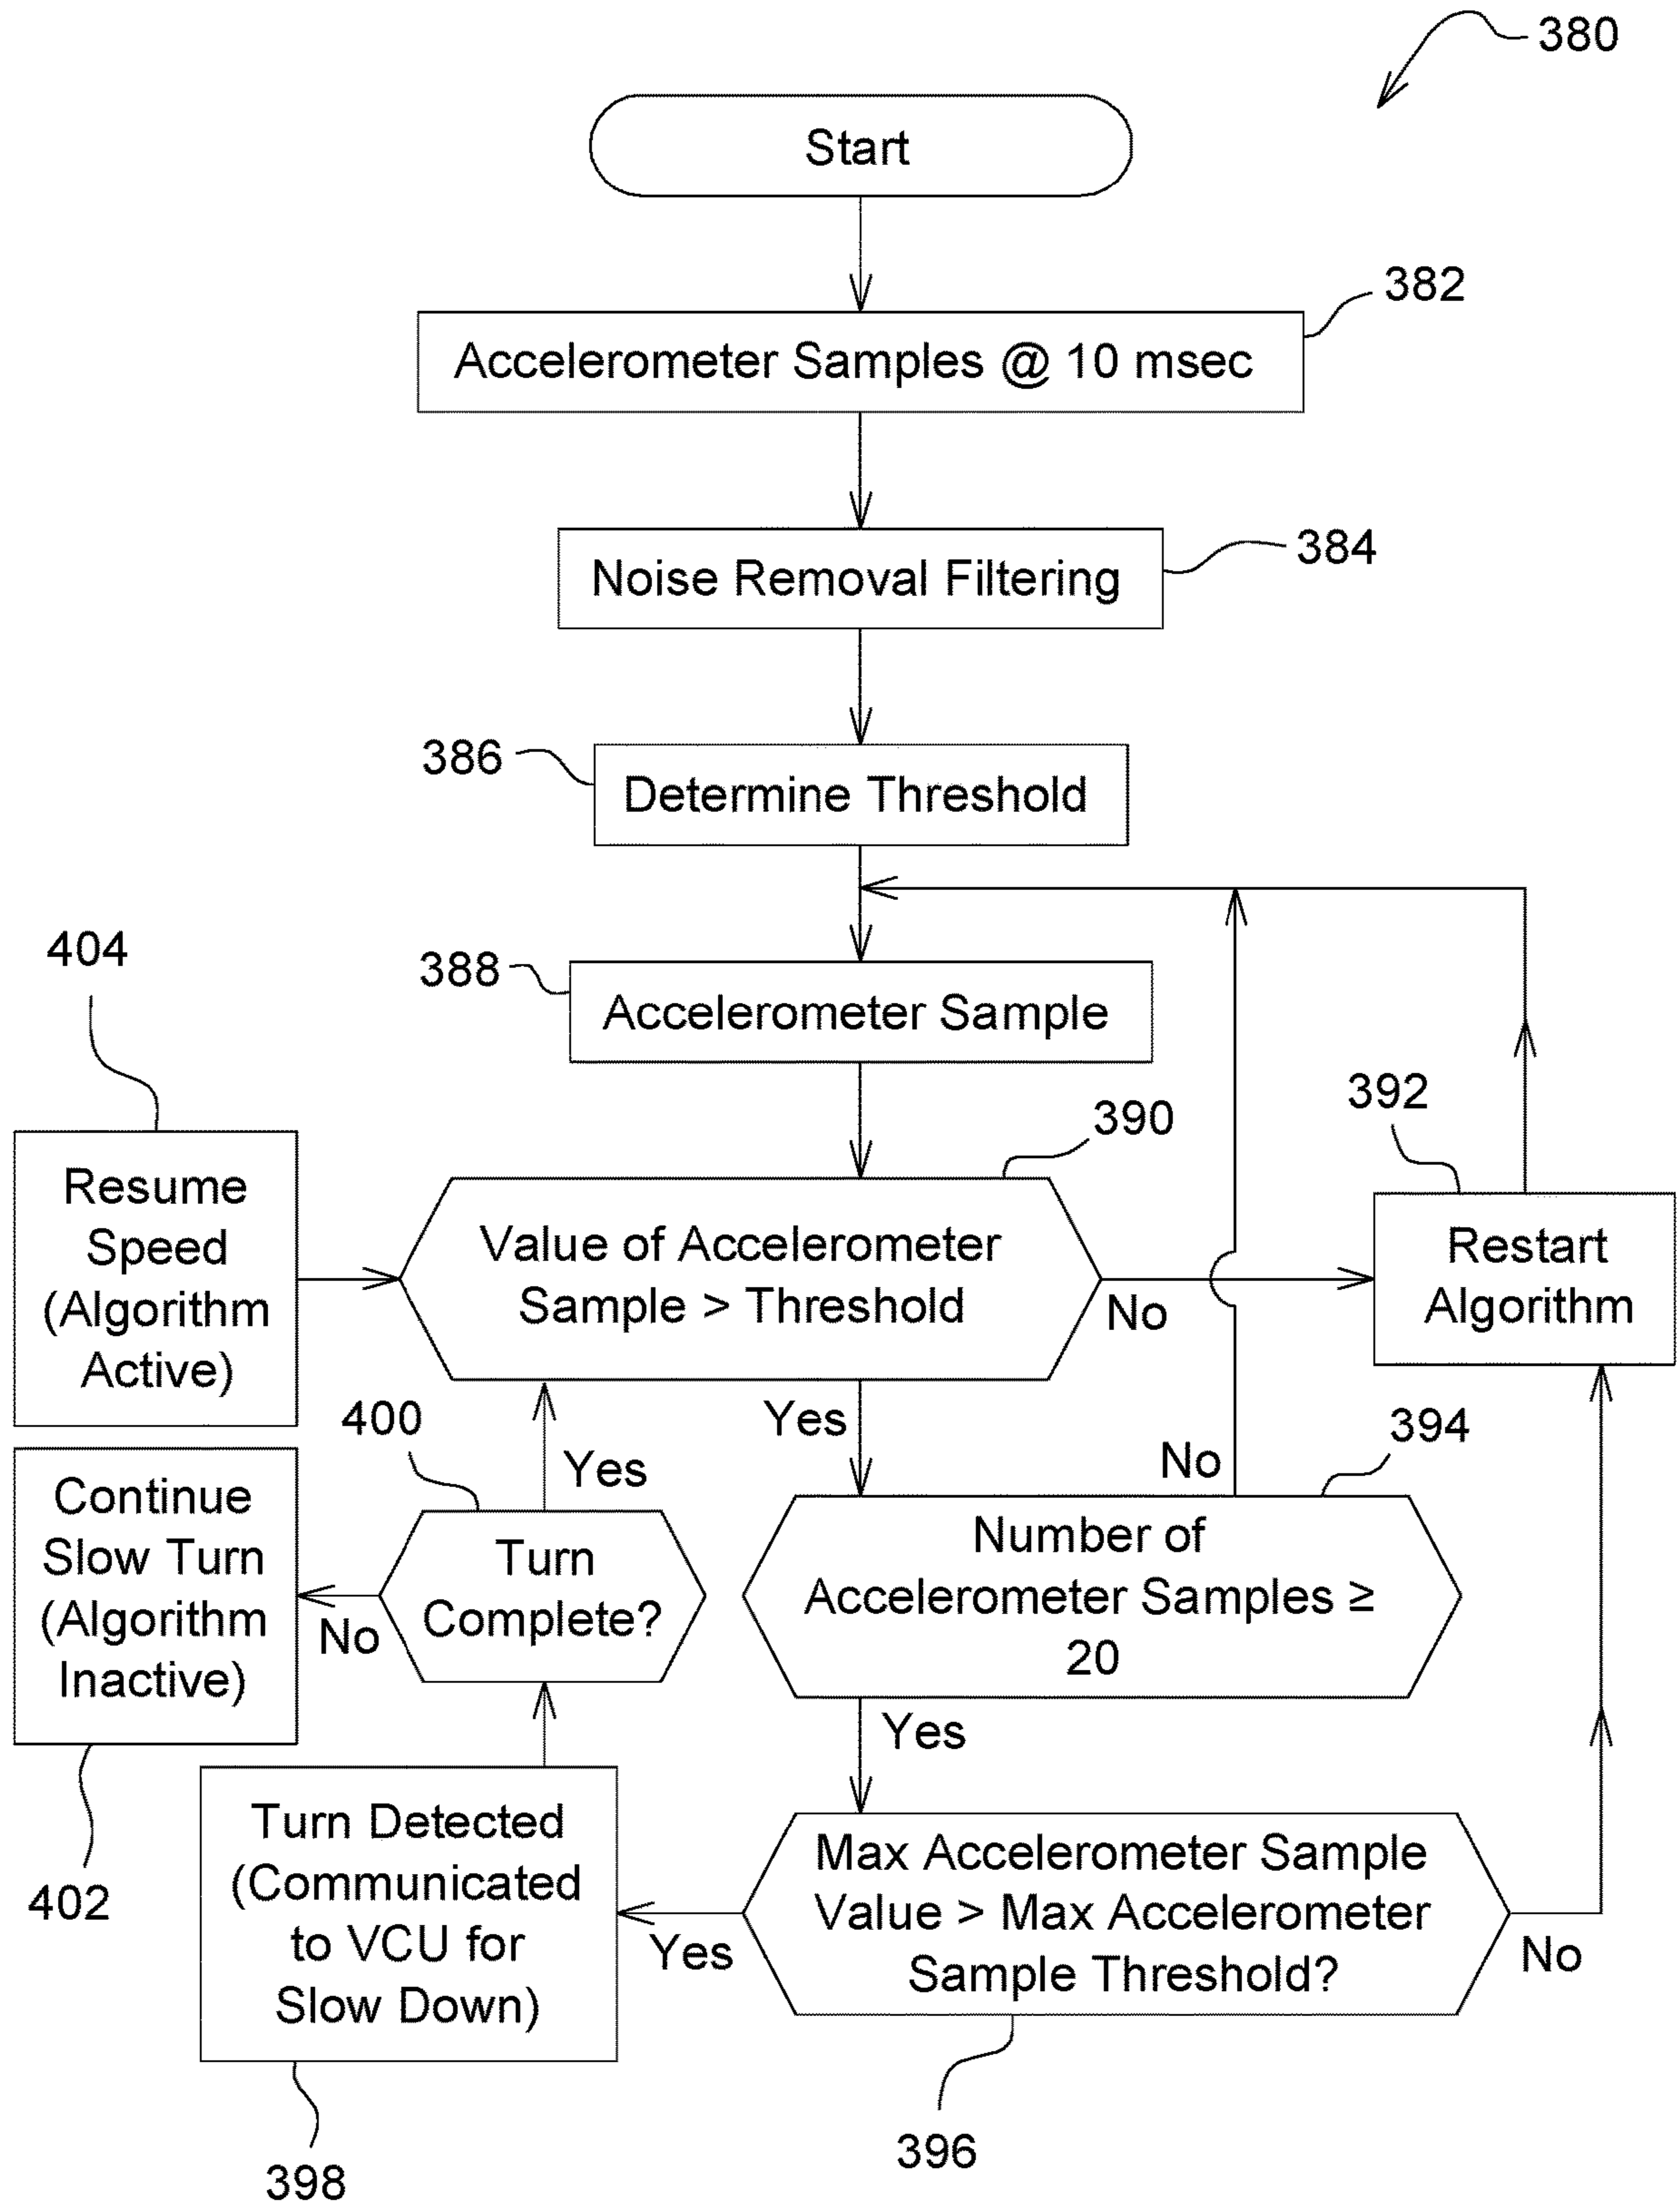 380
Start
382
Accelerometer Samples @ 10 msec
384
Noise Removal Filtering
386
Determine Threshold
404
388
Accelerometer Sample
392
390
Resume
Speed
(Algorithm
Active)
Value of Accelerometer
Sample > Threshold
No
Restart
Algorithm
400
Yes
394
No
Yes
Continue
Slow Turn
(Algorithm
Inactive)
No
Turn
Complete?
Number of
Accelerometer Samples ≥
20
Yes
402
Turn Detected
(Communicated
to VCU for
Slow Down)
Yes
Max Accelerometer Sample
Value > Max Accelerometer
Sample Threshold?
No
396
398